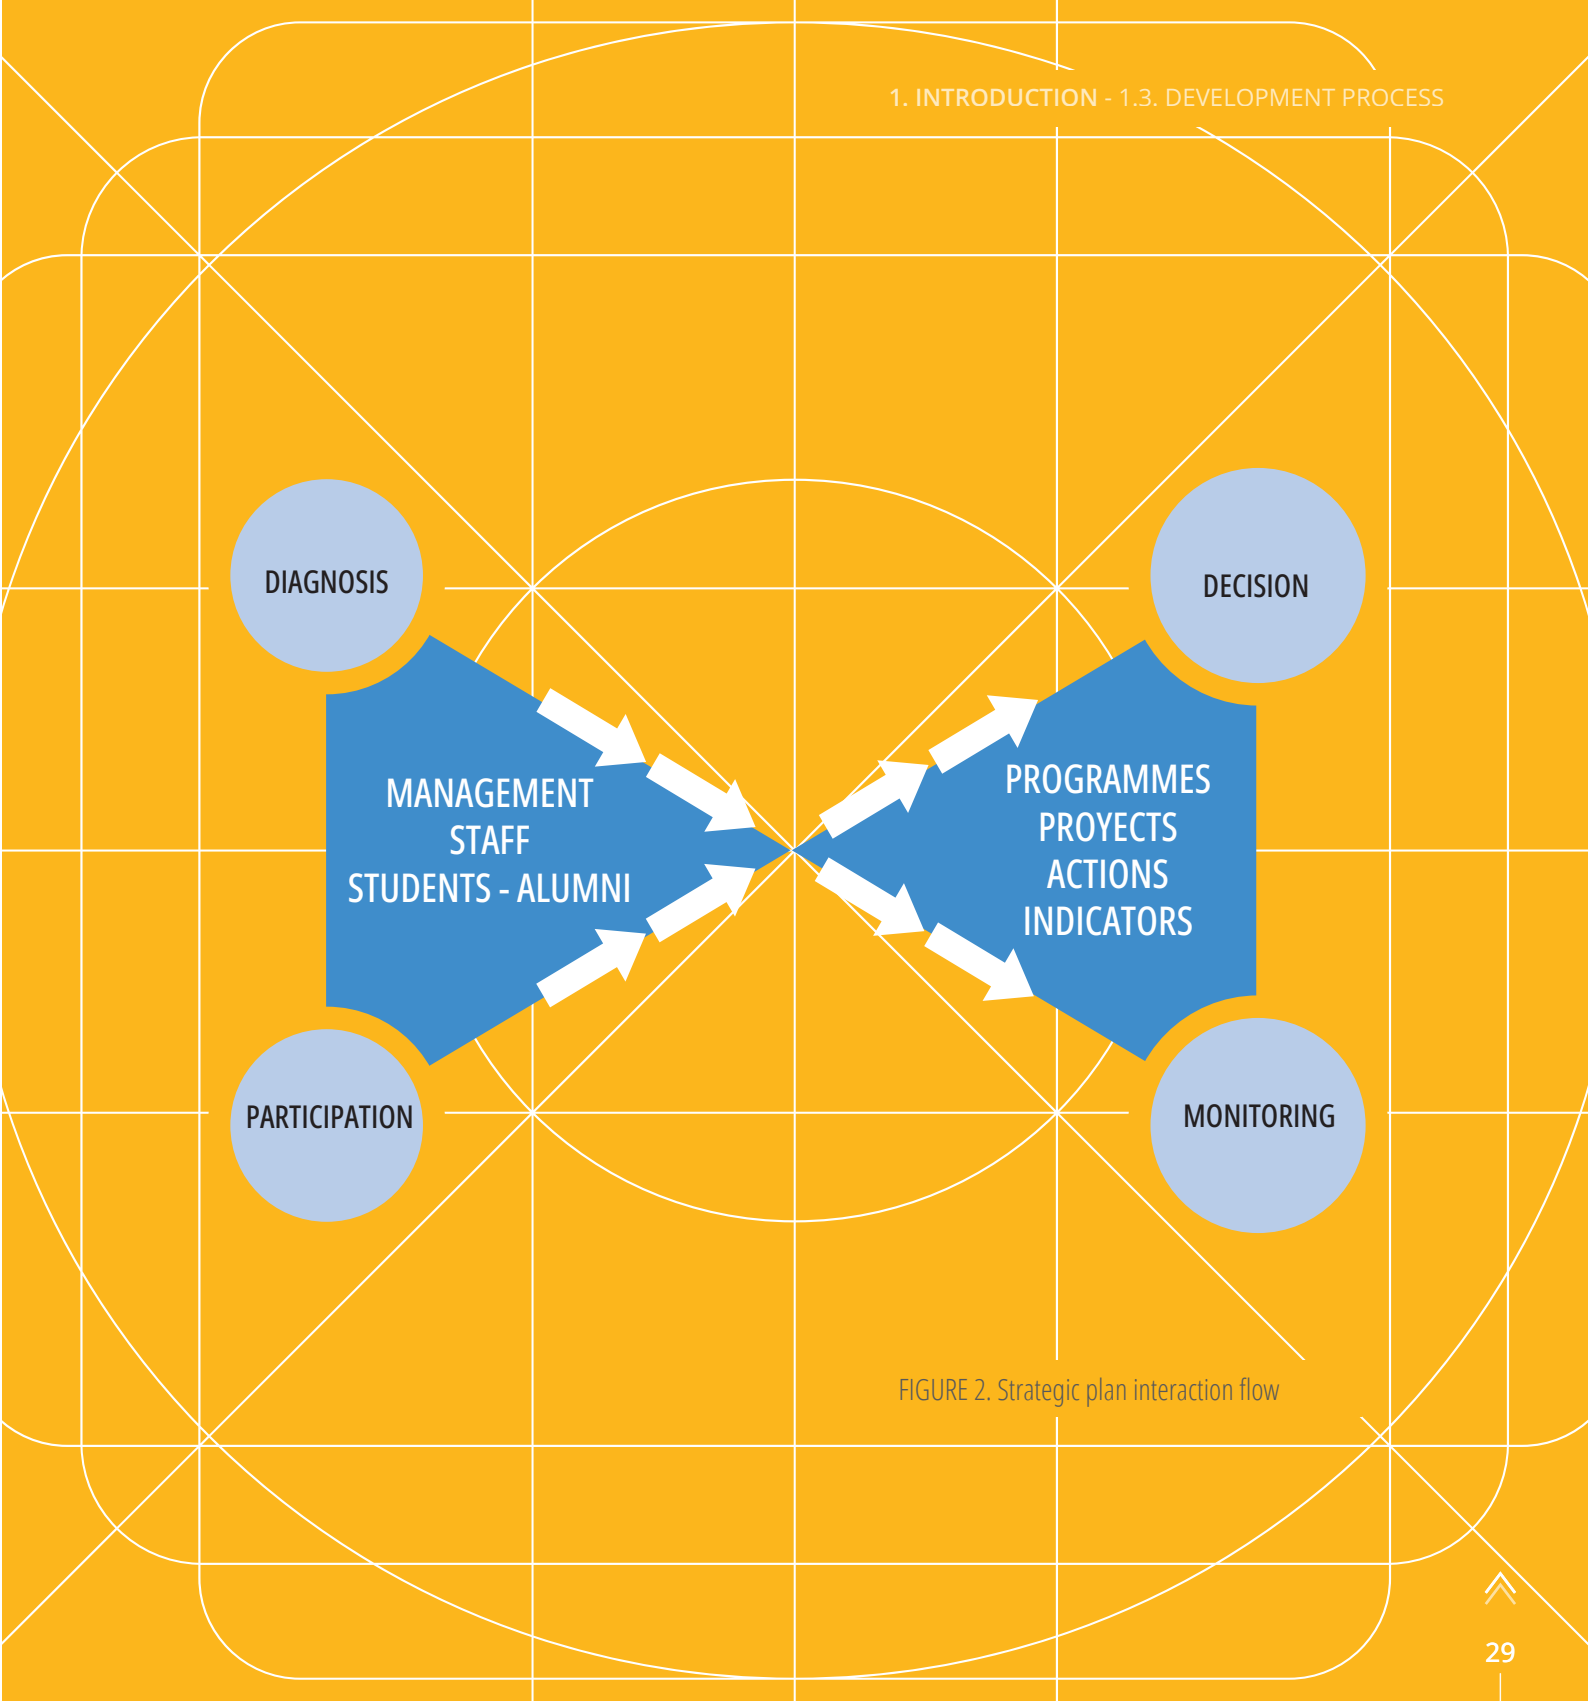 1. INTRODUCTION - 1.3. DEVELOPMENT PROCESS
DIAGNOSIS
DECISION
MANAGEMENT
STAFF
STUDENTS - ALUMNI
PROGRAMMES
PROYECTS
ACTIONS
INDICATORS
PARTICIPATION
MONITORING
FIGURE 2. Strategic plan interaction flow
29